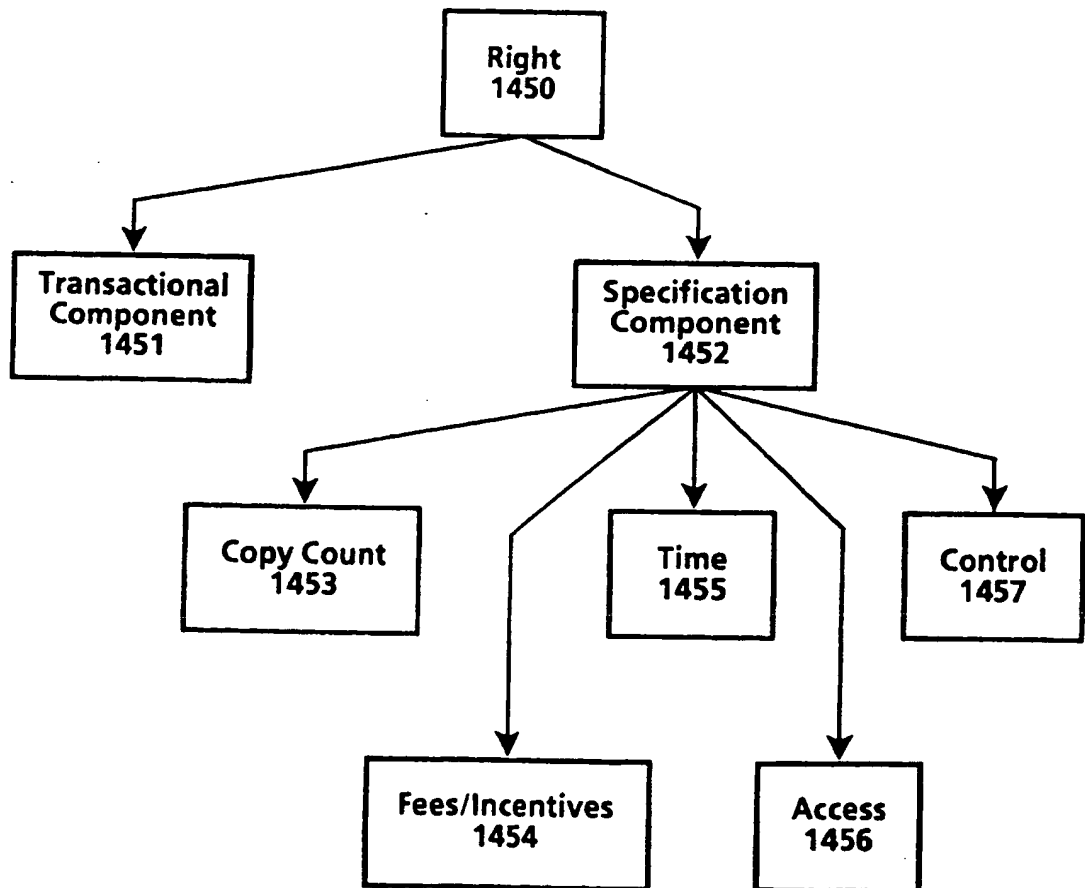 Right
1450
Transactional
Component
1451
Specification
Component
1452
Copy Count
1453
Time
1455
Control
1457
Fees/Incentives
1454
Access
1456